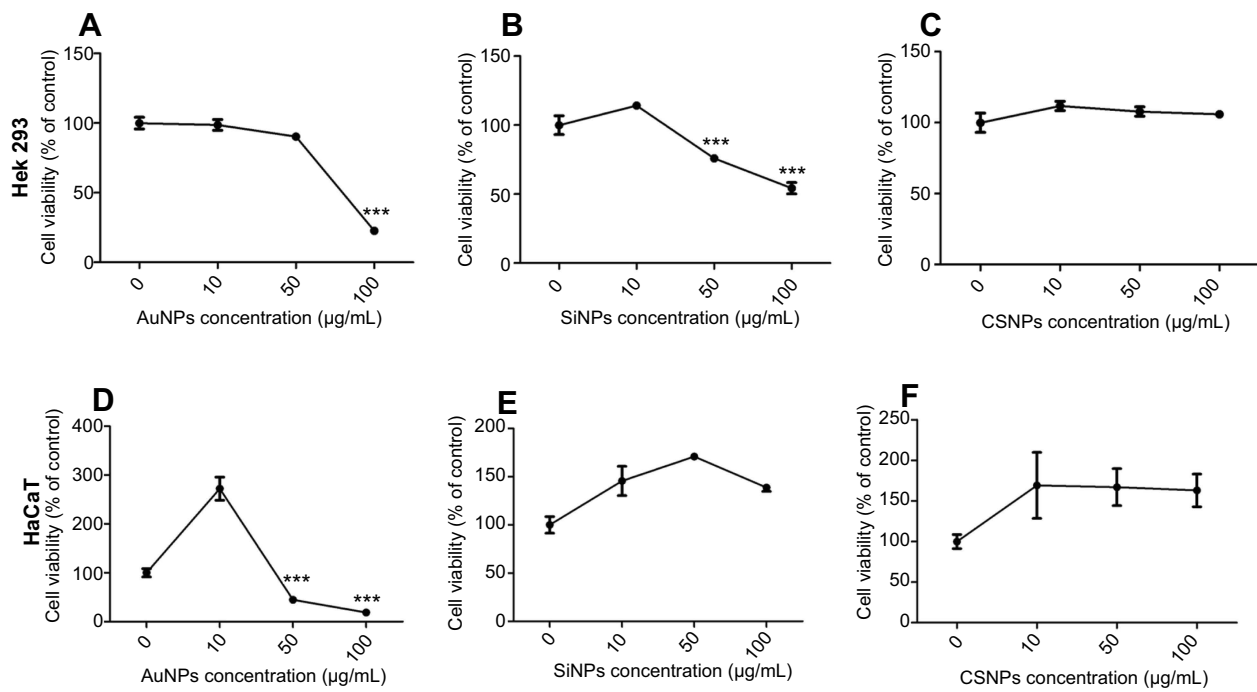 A
Hek 293
Cell viability (% of control)
150
100
50
0
***
0
10
50
100
AuNPs concentration (µg/mL)
B
Cell viability (% of control)
150
100
50
0
***
***
0
10
50
100
SiNPs concentration (µg/mL)
C
Cell viability (% of control)
150
100
50
0
0
10
50
100
CSNPs concentration (µg/mL)
D
HaCaT
Cell viability (% of control)
400
300
200
100
0
***
***
0
10
50
100
AuNPs concentration (µg/mL)
E
Cell viability (% of control)
200
150
100
50
0
0
10
50
100
SiNPs concentration (µg/mL)
F
Cell viability (% of control)
250
200
150
100
50
0
0
10
50
100
CSNPs concentration (µg/mL)